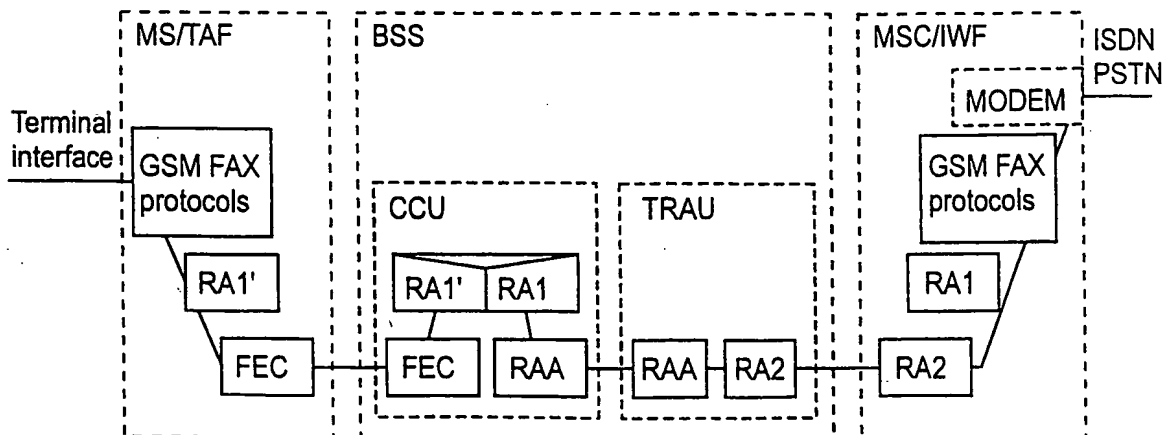 MS/TAF
BSS
MSC/IWF
ISDN
PSTN
MODEM
Terminal
interface
GSM FAX
protocols
GSM FAX
protocols
CCU
TRAU
RA1'
RA1'
RA1
RA1
FEC
FEC
RAA
RAA
RA2
RA2